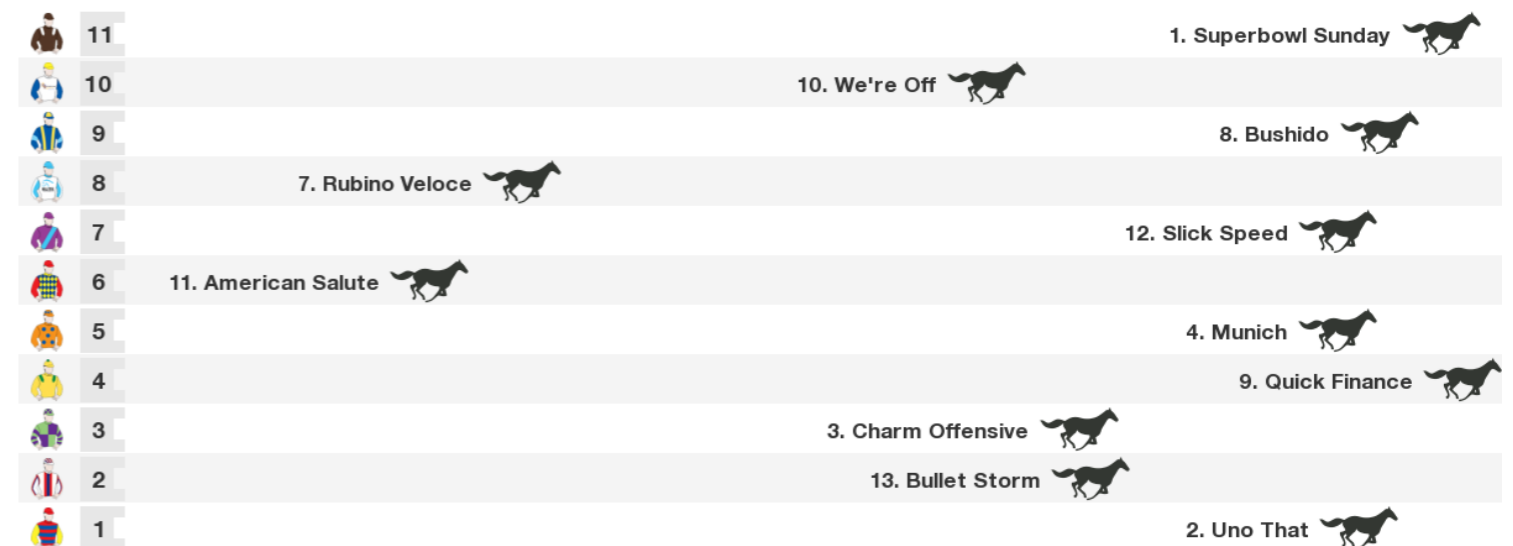 11 1. Superbowl Sunday
10 10. We're Off
9 8. Bushido
8 7. Rubino Veloce
7 12. Slick Speed
6 11. American Salute
5 4. Munich
4 9. Quick Finance
3 3. Charm Offensive
2 13. Bullet Storm
1 2. Uno That